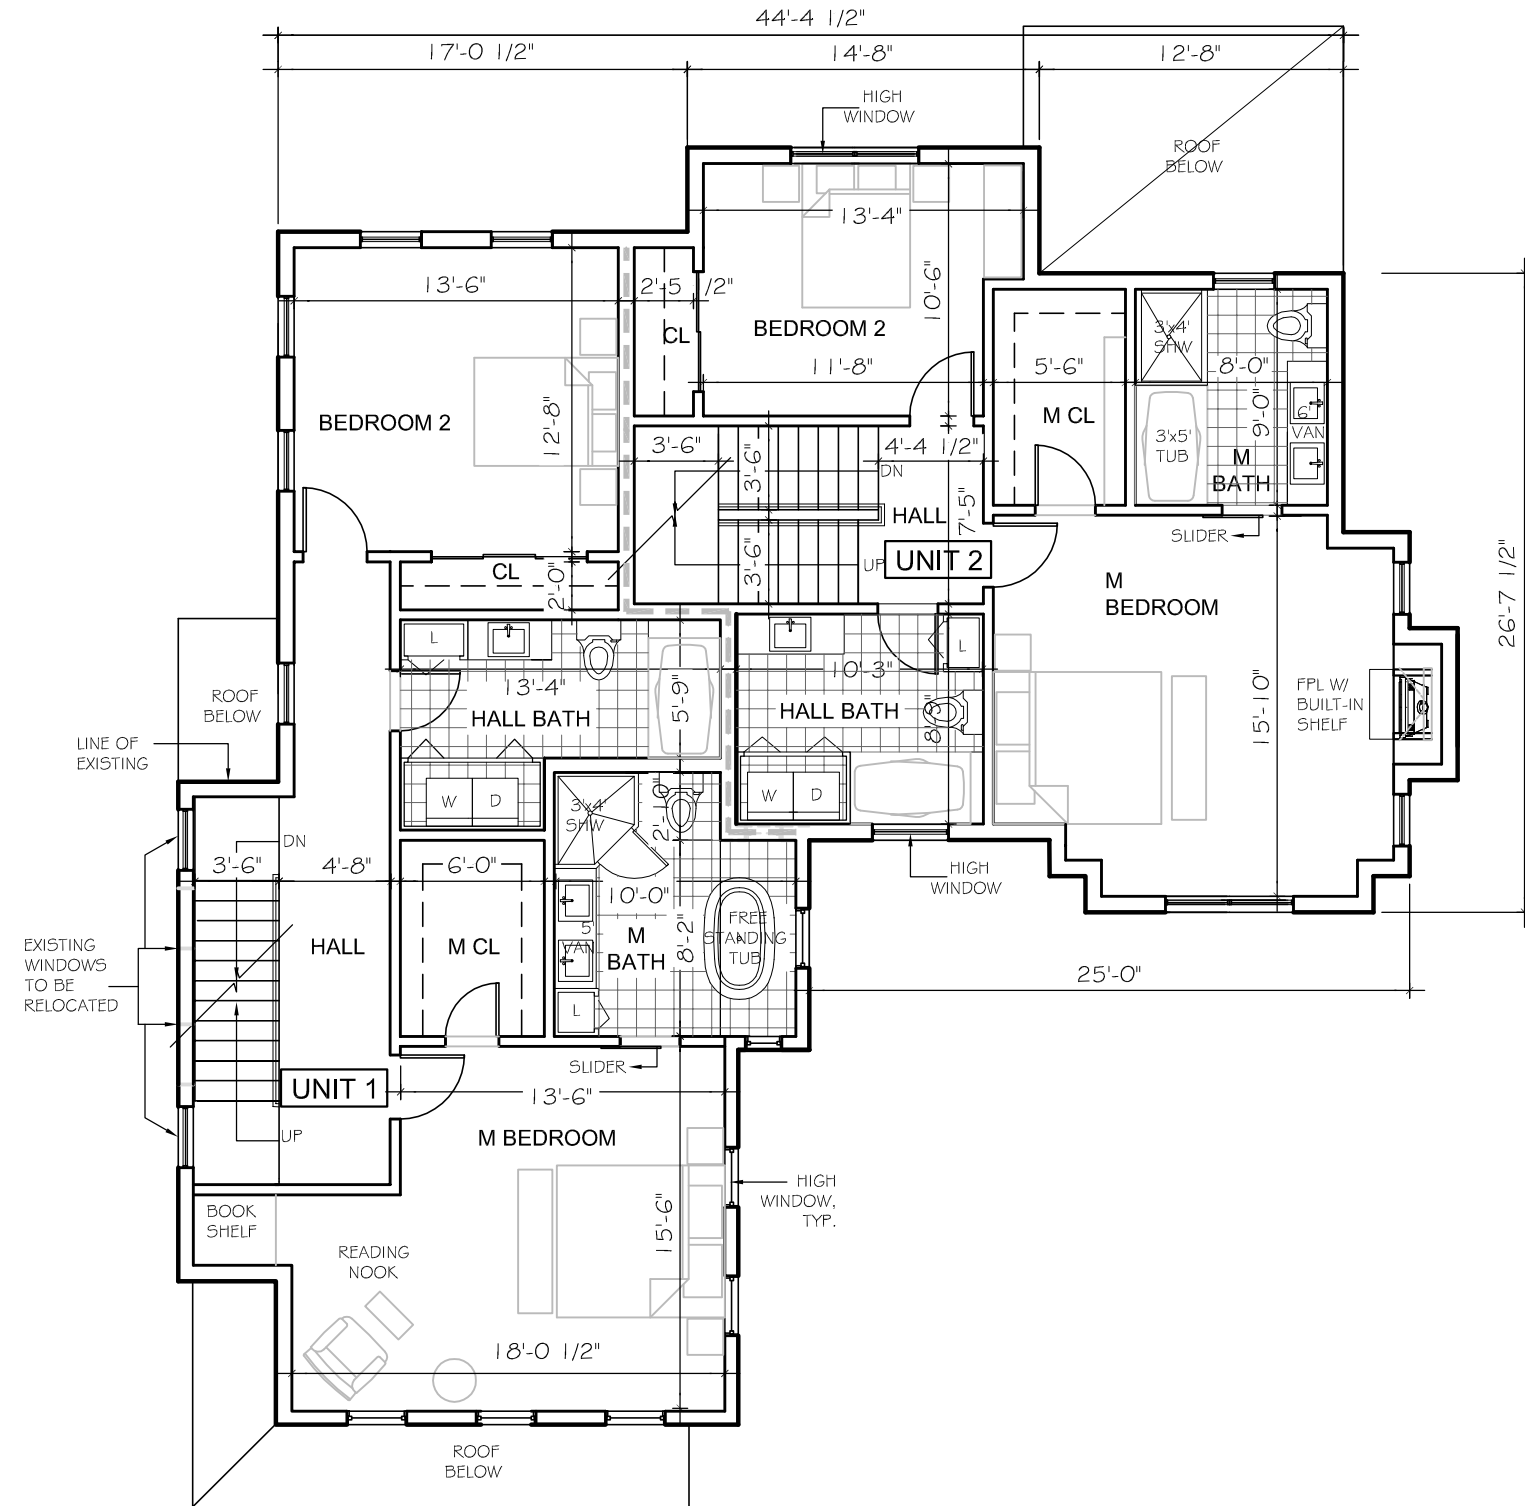 44'-4 1/2"
17'-0 1/2"
14'-8"
12'-8"
HIGH
WINDOW
ROOF
BELOW
13'-4"
10'-6"
13'-6"
2'-5 1/2"
CL
BEDROOM 2
11'-8"
5'-6"
3'x4'
SHW
8'-0"
9'-0"
M CL
BEDROOM 2
12'-8"
3'x5'
TUB
6'
VAN
M
BATH
3'-6"
3'-6"
4'-4 1/2"
DN
HALL
7'-5"
SLIDER
3'-6"
UP
UNIT 2
CL
2'-0"
M
BEDROOM
26'-7 1/2"
L
L
13'-4"
10'-3"
5'-9"
HALL BATH
HALL BATH
8'-9"
15'-10"
FPL W/
BUILT-IN
SHELF
ROOF
BELOW
LINE OF
EXISTING
W
D
W
D
3'x4'
SHW
2'-10"
DN
3'-6"
4'-8"
6'-0"
10'-0"
HIGH
WINDOW
5'
VAN
M
BATH
8'-2"
FREE
STANDING
TUB
EXISTING
WINDOWS
TO BE
RELOCATED
HALL
M CL
L
25'-0"
SLIDER
UNIT 1
13'-6"
UP
M BEDROOM
HIGH
WINDOW,
TYP.
BOOK
SHELF
15'-6"
READING
NOOK
18'-0 1/2"
ROOF
BELOW